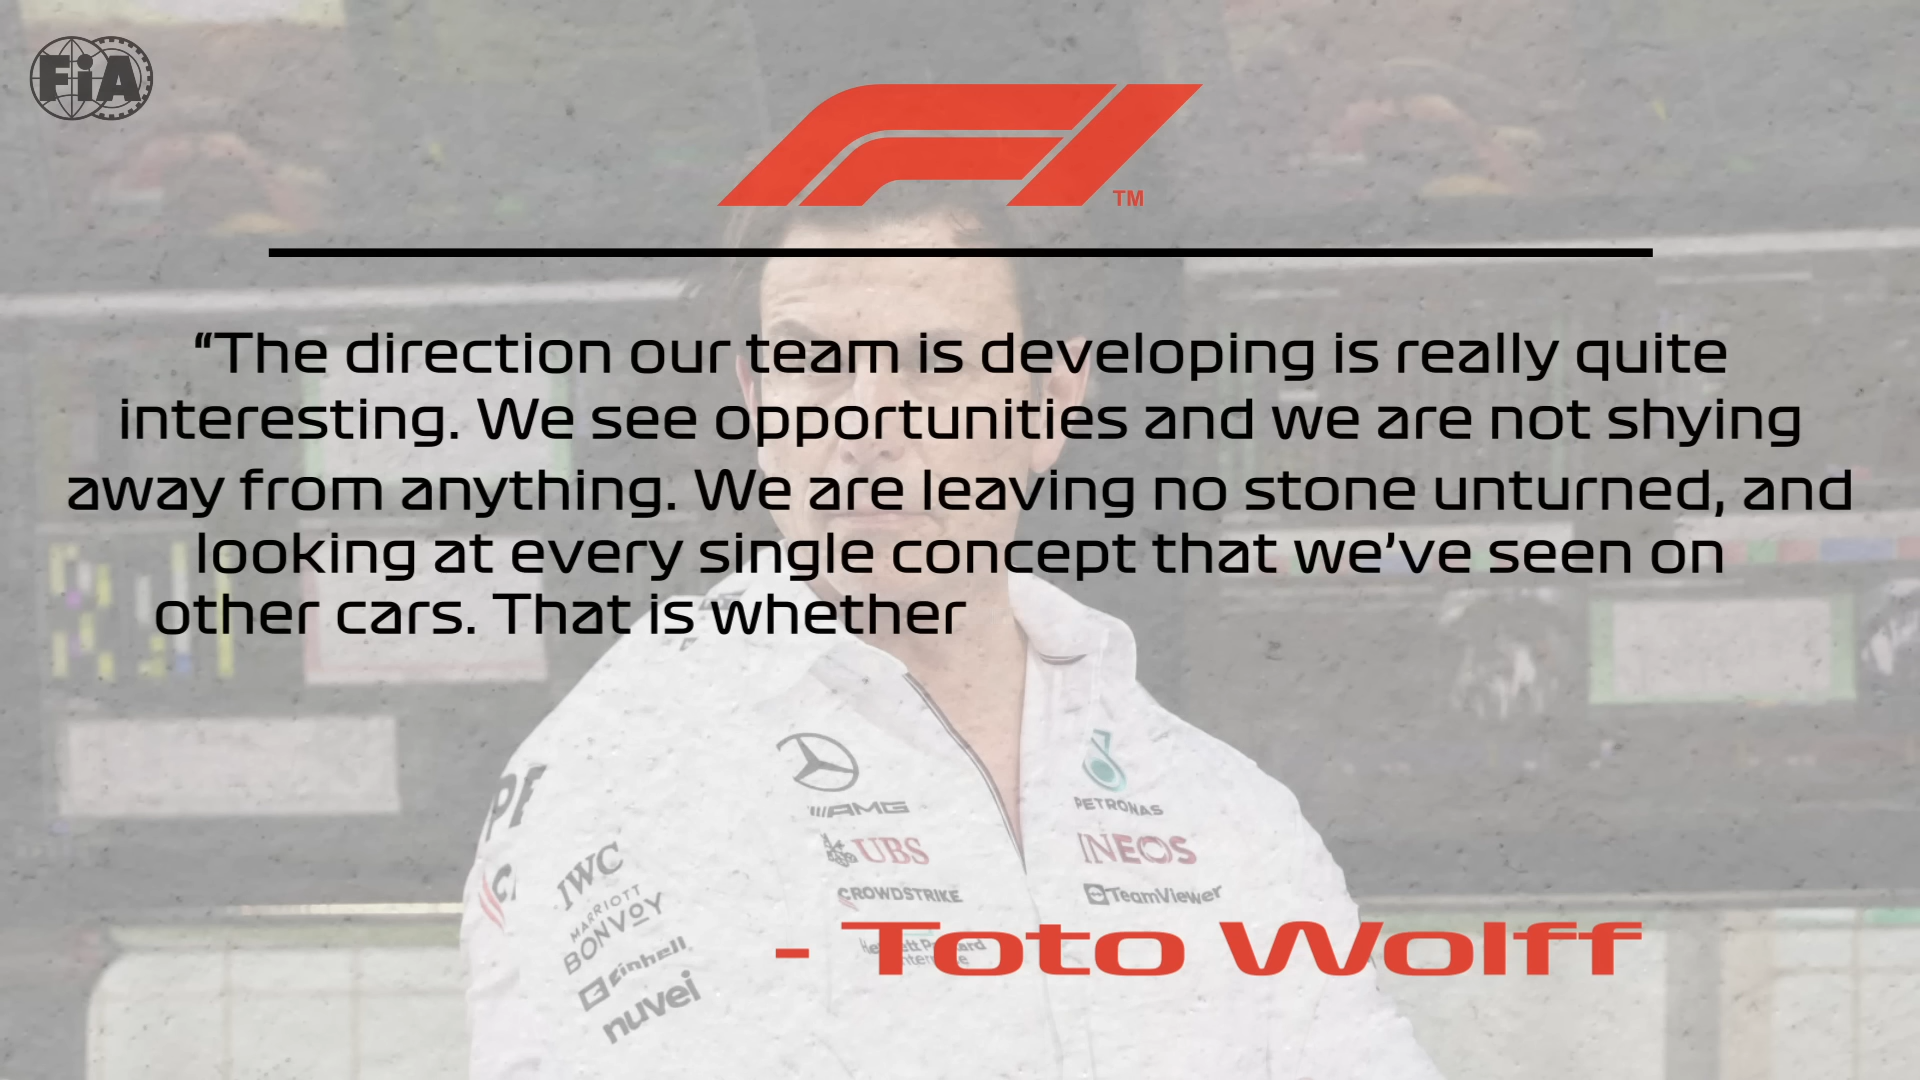 FiA
F1
TM
“The direction our team is developing is really quite
interesting. We see opportunities and we are not shying
away from anything. We are leaving no stone unturned, and
looking at every single concept that we’ve seen on
other cars. That is whether
AMG
PETRONAS
UBS
INEOS
IWC
CROWDSTRIKE
TeamViewer
MARRIOTT
BONVOY
Einhell
nuvei
- Toto Wolff